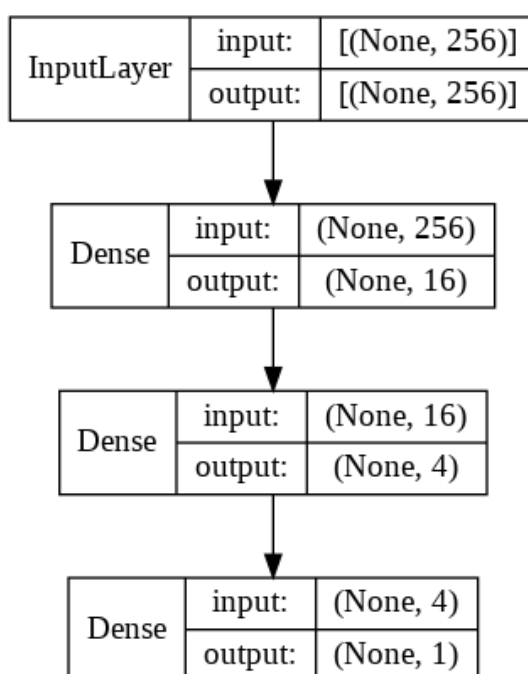 InputLayer
input: [(None, 256)]
output: [(None, 256)]
Dense
input: (None, 256)
output: (None, 16)
Dense
input: (None, 16)
output: (None, 4)
Dense
input: (None, 4)
output: (None, 1)